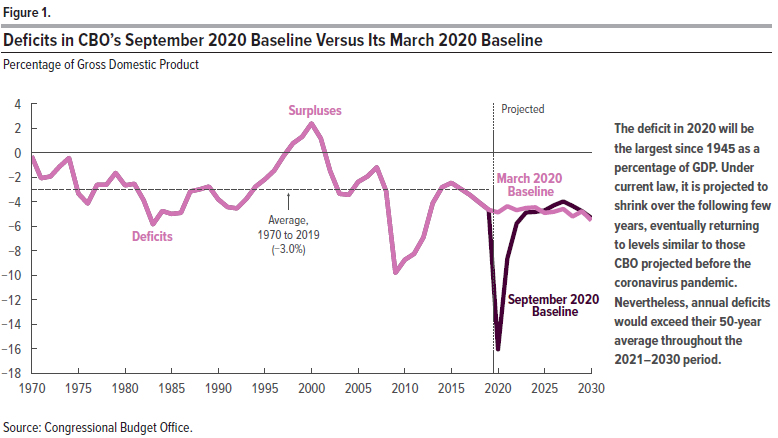 Figure 1.
Deficits in CBO’s September 2020 Baseline Versus Its March 2020 Baseline
Percentage of Gross Domestic Product
4
2
0
−2
−4
−6
−8
−10
−12
−14
−16
−18
Surpluses
Projected
March 2020
Baseline
Average,
1970 to 2019
(−3.0%)
Deficits
September 2020
Baseline
1970 1975 1980 1985 1990 1995 2000 2005 2010 2015 2020 2025 2030
The deficit in 2020 will be
the largest since 1945 as a
percentage of GDP. Under
current law, it is projected to
shrink over the following few
years, eventually returning
to levels similar to those
CBO projected before the
coronavirus pandemic.
Nevertheless, annual deficits
would exceed their 50-year
average throughout the
2021–2030 period.
Source: Congressional Budget Office.